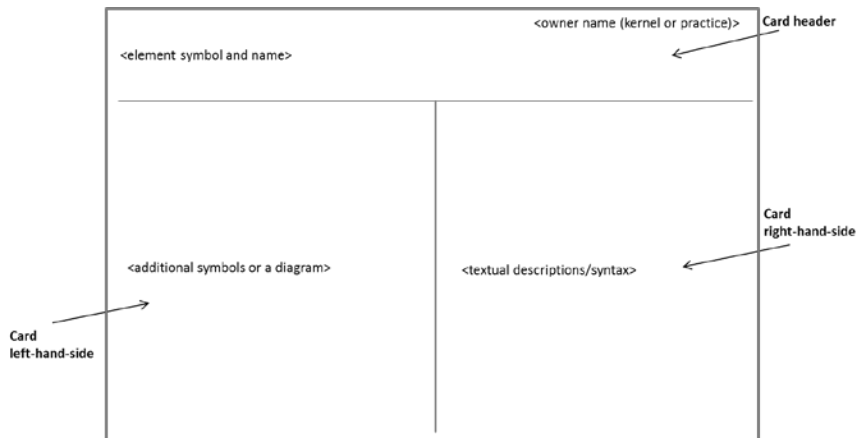 <owner name (kernel or practice)>
Card header
<element symbol and name>
Card
right-hand-side
<additional symbols or a diagram>
<textual descriptions/syntax>
Card
left-hand-side